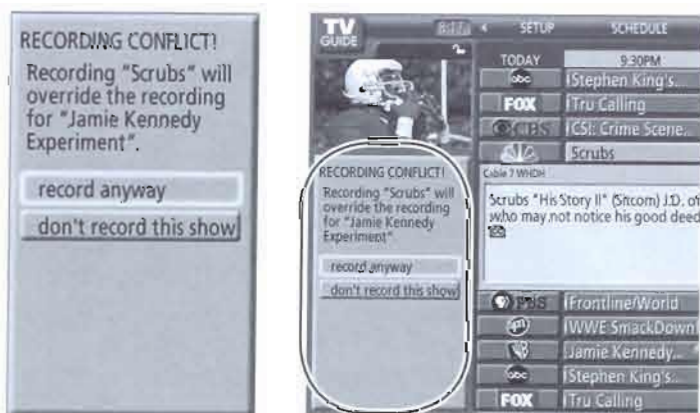 RECORDING CONFLICT!
Recording "Scrubs" will
override the recording
for "Jamie Kennedy
Experiment".
record anyway
don't record this show
TV
GUIDE
8:17
SETUP
SCHEDULE
TODAY
9:30PM
abc
Stephen King's...
FOX
Tru Calling
CBS
CSI: Crime Scene...
Scrubs
RECORDING CONFLICT!
Recording "Scrubs" will
override the recording
for "Jamie Kennedy
Experiment".
record anyway
don't record this show
Cable 7 WHDH
Scrubs "His Story II" (Sitcom) J.D. of
who may not notice his good deed
PBS
Frontline/World
WWE SmackDown
Jamie Kennedy...
abc
Stephen King's...
FOX
Tru Calling